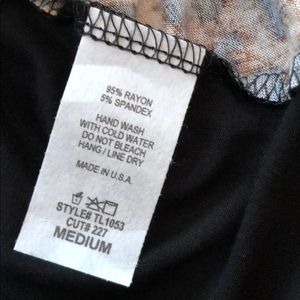 95% RAYON
5% SPANDEX
HAND WASH
WITH COLD WATER
DO NOT BLEACH
HANG / LINE DRY
MADE IN U.S.A.
STYLE# TL1053
CUT# 227
MEDIUM